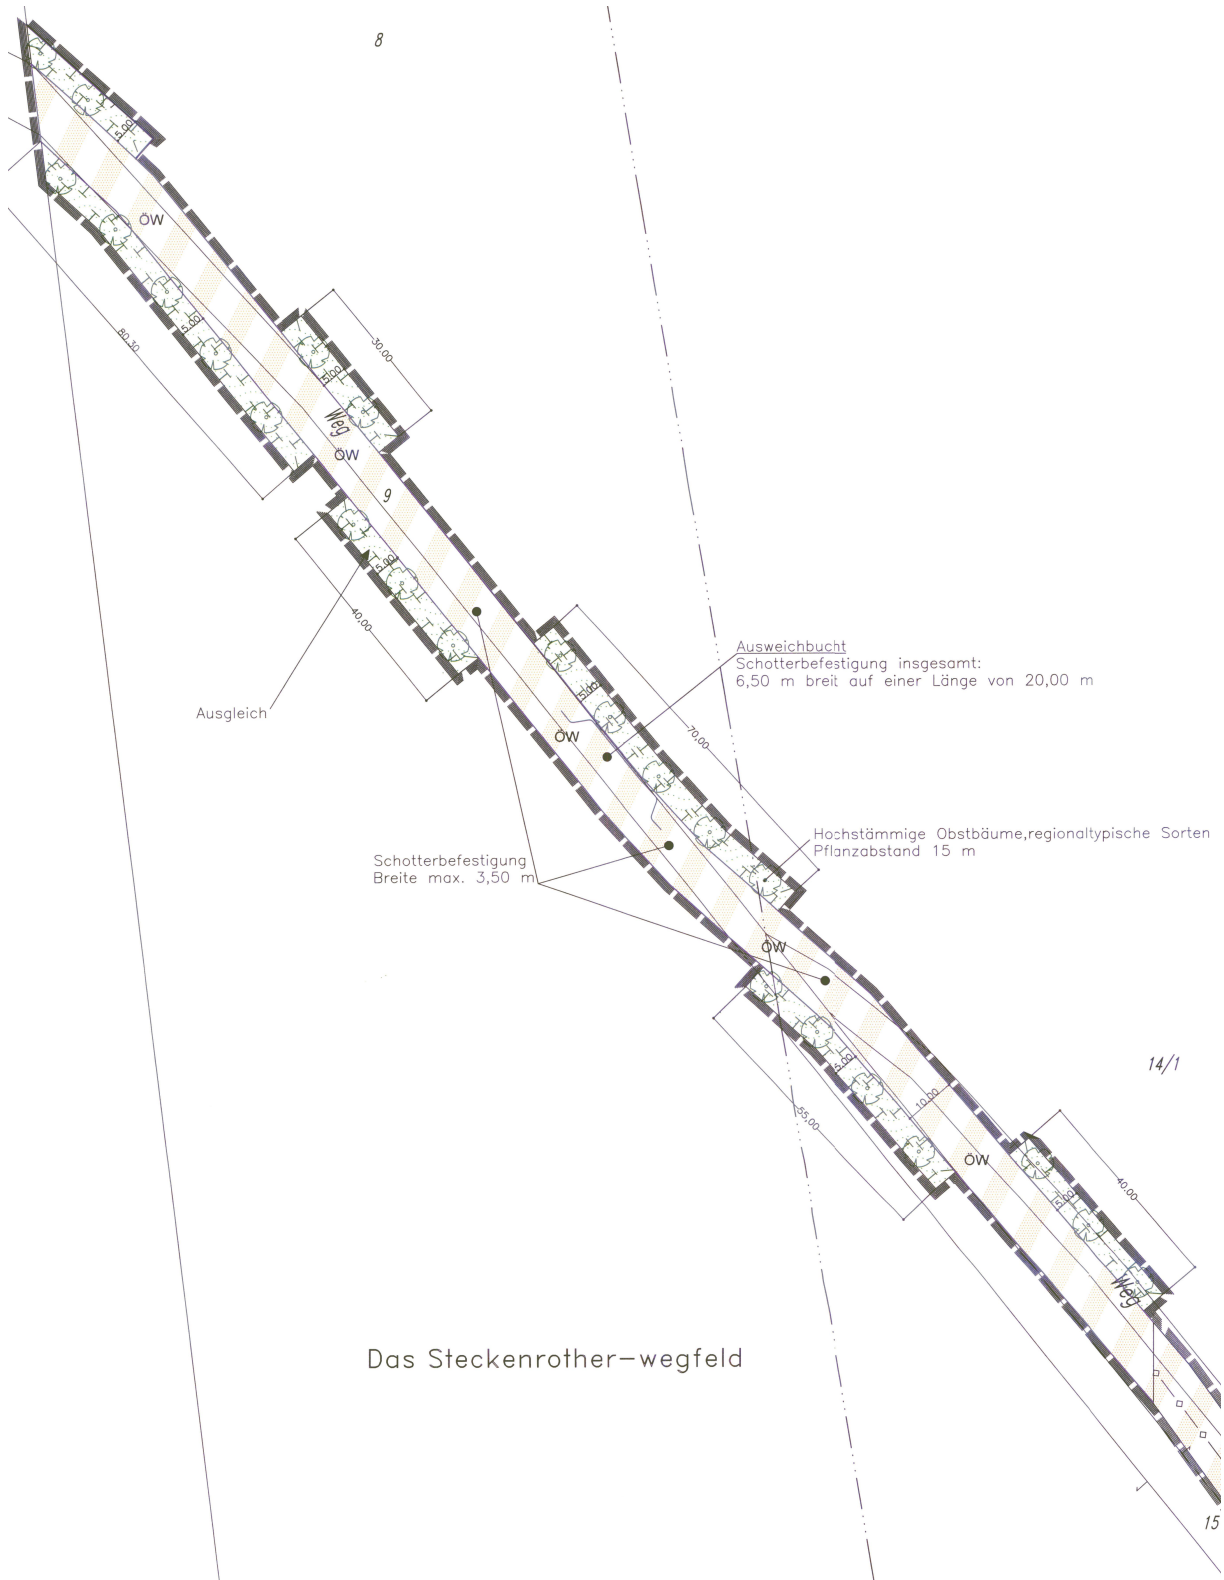 8
5.00
ÖW
80.30
5.00
30.00
5.00
Weg
ÖW
9
5.00
40.00
Ausweichbucht
Schotterbefestigung insgesamt:
6,50 m breit auf einer Länge von 20,00 m
5.00
Ausgleich
ÖW
70.00
Hochstämmige Obstbäume,regionaltypische Sorten
Pflanzabstand 15 m
Schotterbefestigung
Breite max. 3,50 m
ÖW
5.00
14/1
10.00
55.00
ÖW
5.00
40.00
Weg
Das Steckenrother-wegfeld
15